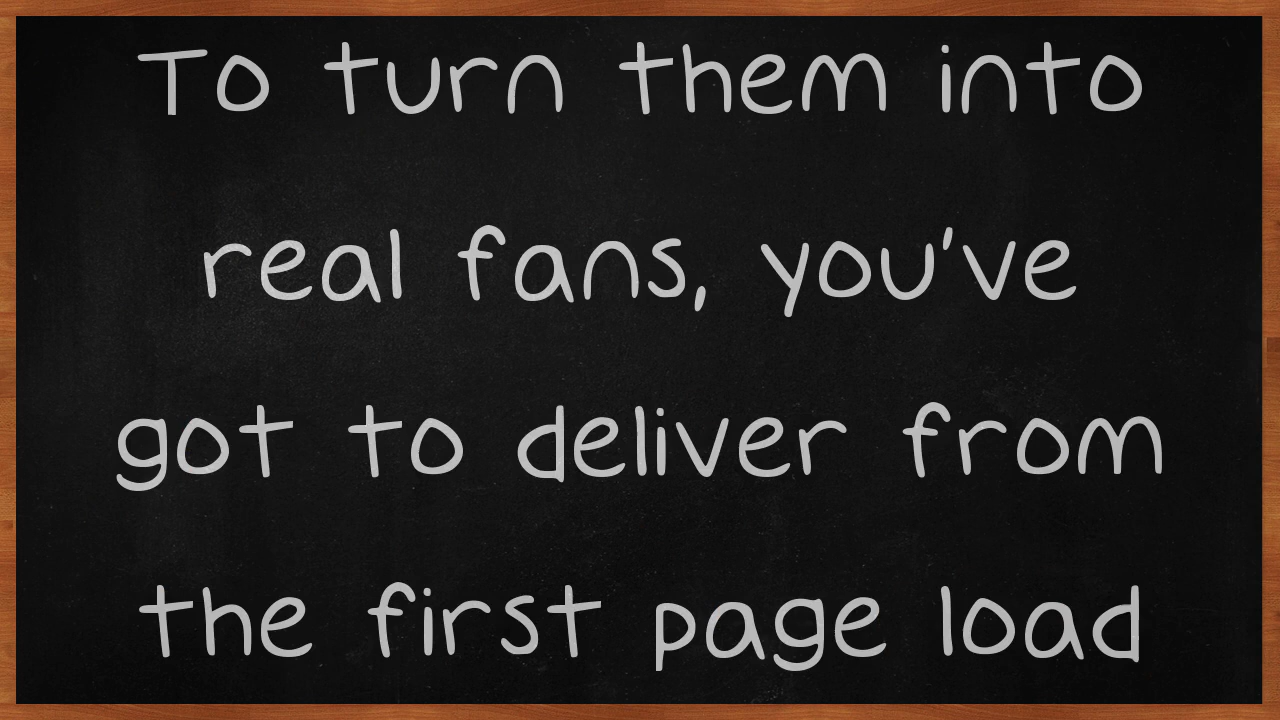 To turn them into
real fans, you've
got to deliver from
the first page load